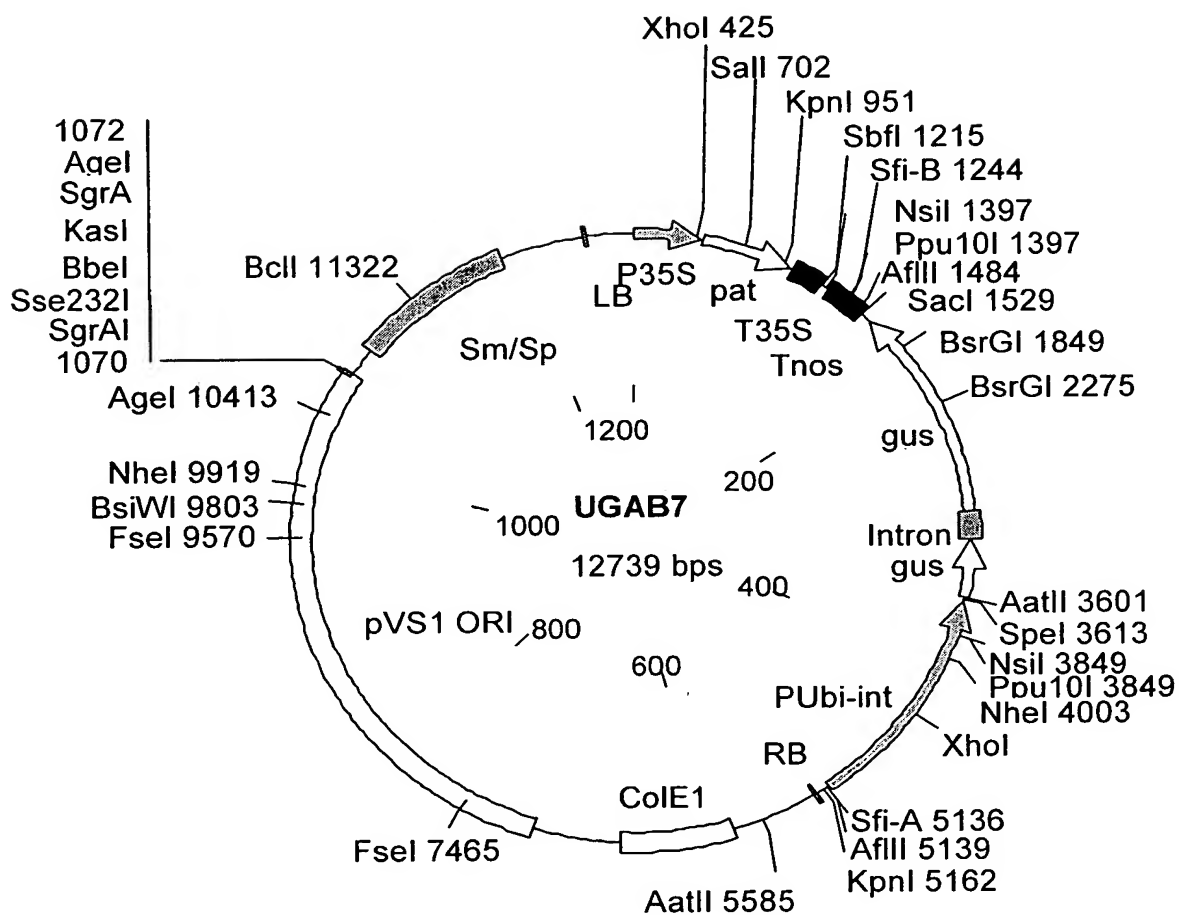 XhoI 425
SalI 702
KpnI 951
SbfI 1215
Sfi-B 1244
NsiI 1397
Ppu10I 1397
AflII 1484
SacI 1529
BsrGI 1849
BsrGI 2275
1072
AgeI
SgrA
KasI
BbeI
Sse232I
SgrAI
1070
BclI 11322
LB
P35S
pat
T35S
Tnos
Sm/Sp
AgeI 10413
1200
gus
200
NheI 9919
BsiWI 9803
FseI 9570
1000
UGAB7
12739 bps
Intron
gus
400
AatII 3601
SpeI 3613
NsiI 3849
Ppu10I 3849
NheI 4003
XhoI
pVS1 ORI
800
600
PUbi-int
RB
ColE1
Sfi-A 5136
AflII 5139
KpnI 5162
FseI 7465
AatII 5585